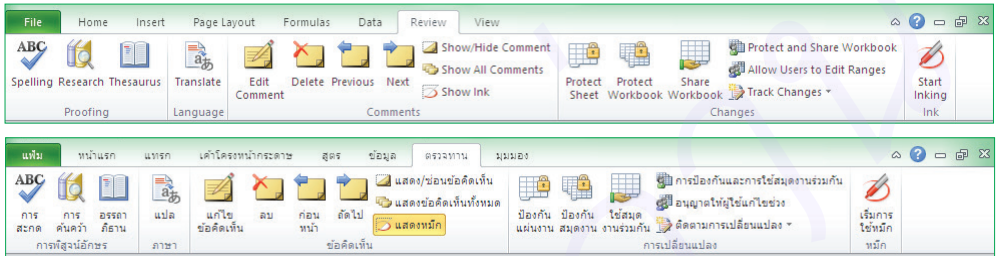 File Home Insert Page Layout Formulas Data Review View
ABC
Spelling Research Thesaurus Translate Edit Comment Delete Previous Next Show/Hide Comment
Show All Comments
Show Ink
Protect Sheet Protect Workbook Share Workbook Protect and Share Workbook
Allow Users to Edit Ranges
Track Changes
Start Inking
Proofing Language Comments Changes Ink
แฟ้ม หน้าแรก แทรก เค้าโครงหน้ากระดาษ สูตร ข้อมูล ตรวจทาน มุมมอง
ABC
การสะกด การค้นคว้า อรรถาภิธาน แปล แก้ไขข้อคิดเห็น ลบ ก่อนหน้า ถัดไป แสดง/ซ่อนข้อคิดเห็น
แสดงข้อคิดเห็นทั้งหมด
แสดงหมึก
ป้องกันแผ่นงาน ป้องกันสมุดงาน ใช้สมุดงานร่วมกัน การป้องกันและการใช้สมุดงานร่วมกัน
อนุญาตให้ผู้ใช้แก้ไขช่วง
ติดตามการเปลี่ยนแปลง
เริ่มการใช้หมึก
การพิสูจน์อักษร ภาษา ข้อคิดเห็น การเปลี่ยนแปลง หมึก